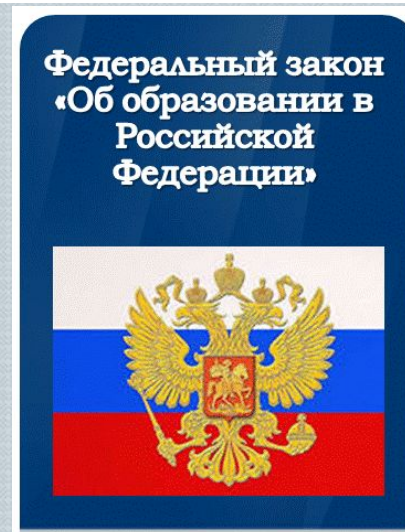 Федеральный закон
«Об образовании в
Российской
Федерации»